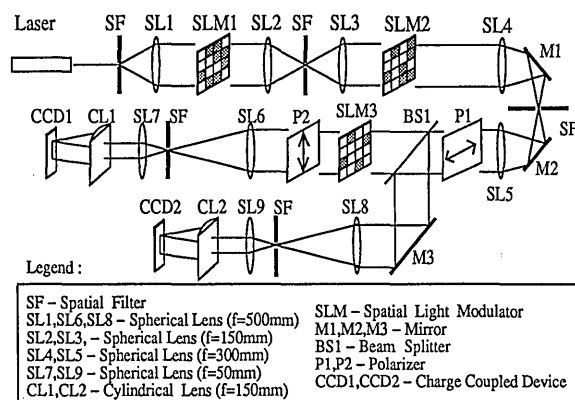 Laser
SF SL1 SLM1 SL2 SF SL3 SLM2 SL4 M1
CCD1 CL1 SL7 SF SL6 P2 SLM3 BS1 P1 SF
M2
SL5
CCD2 CL2 SL9 SF SL8 M3
Legend :
SF – Spatial Filter
SL1,SL6,SL8 – Spherical Lens (f=500mm)
SL2,SL3, - Spherical Lens (f=150mm)
SL4,SL5 – Spherical Lens (f=300mm)
SL7,SL9 – Spherical Lens (f=50mm)
CL1,CL2 – Cylindrical Lens (f=150mm)
SLM – Spatial Light Modulator
M1,M2,M3 – Mirror
BS1 – Beam Splitter
P1,P2 – Polarizer
CCD1,CCD2 – Charge Coupled Device